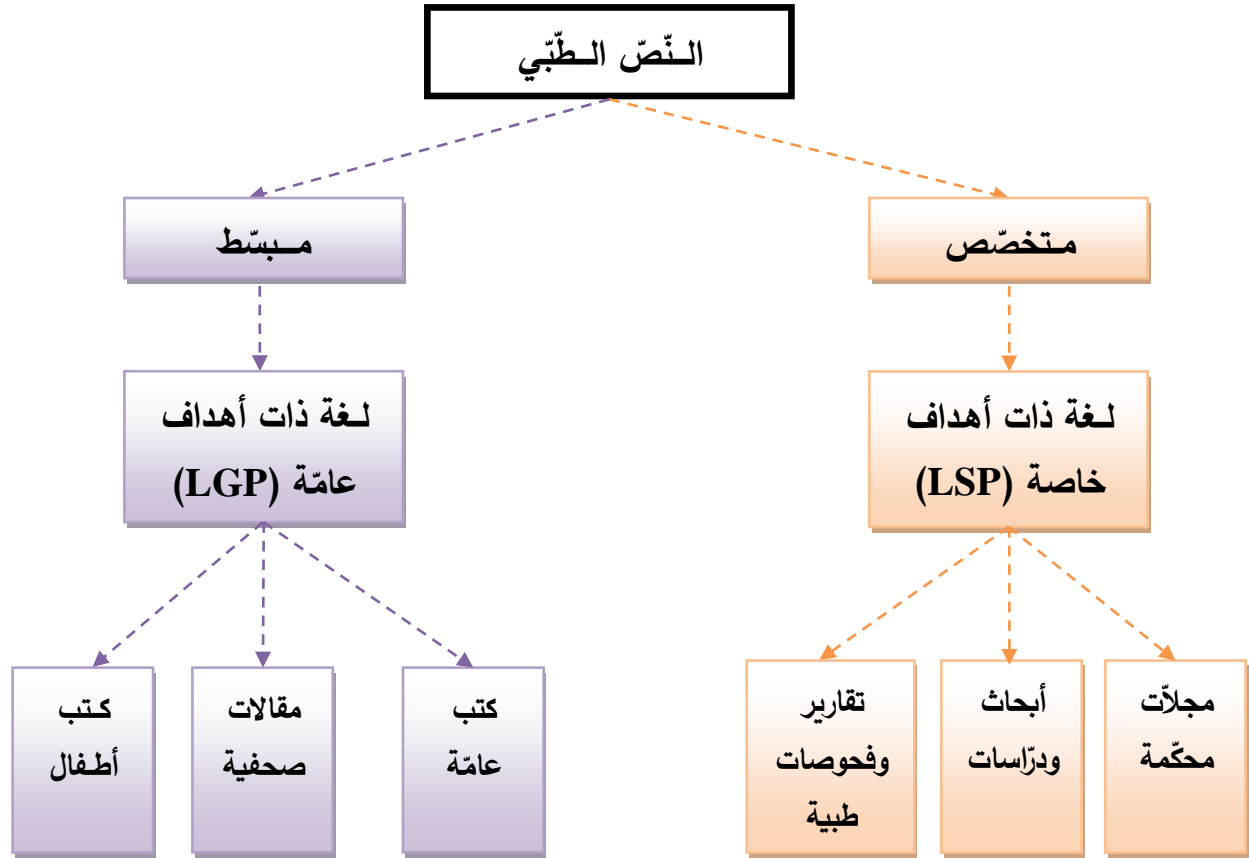 النّصّ الطّبّي
متخصّص
مبسّط
لغة ذات أهداف
خاصة (LSP)
لغة ذات أهداف
عامّة (LGP)
مجلاّت
محكّمة
أبحاث
ودرّاسات
تقارير
وفحوصات
طبية
كتب
عامّة
مقالات
صحفية
كتب
أطفال